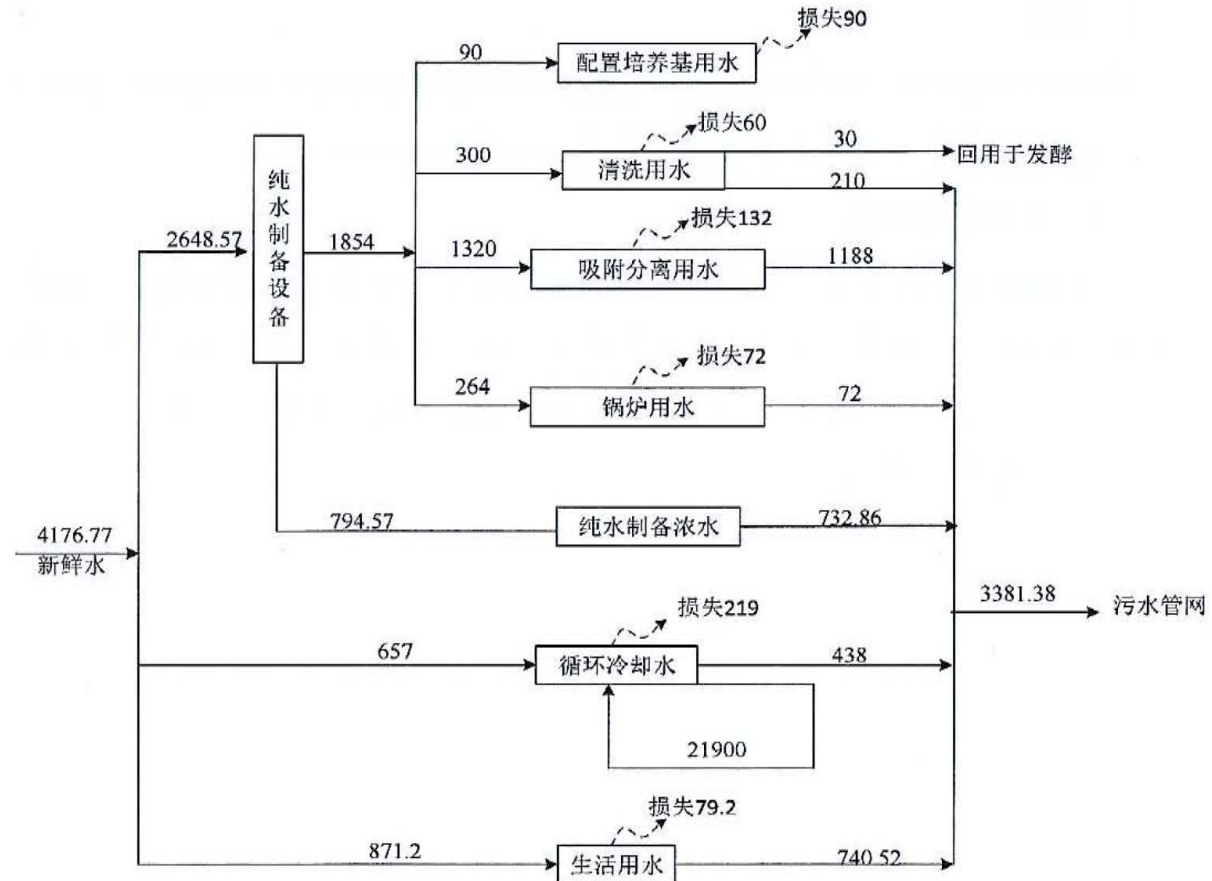 损失90
90
配置培养基用水
损失60
30
回用于发酵
300
清洗用水
210
纯水制备设备
2648.57
1854
损失132
1320
吸附分离用水
1188
损失72
264
锅炉用水
72
794.57
纯水制备浓水
732.86
4176.77
新鲜水
3381.38
污水管网
损失219
657
循环冷却水
438
21900
损失79.2
871.2
生活用水
740.52